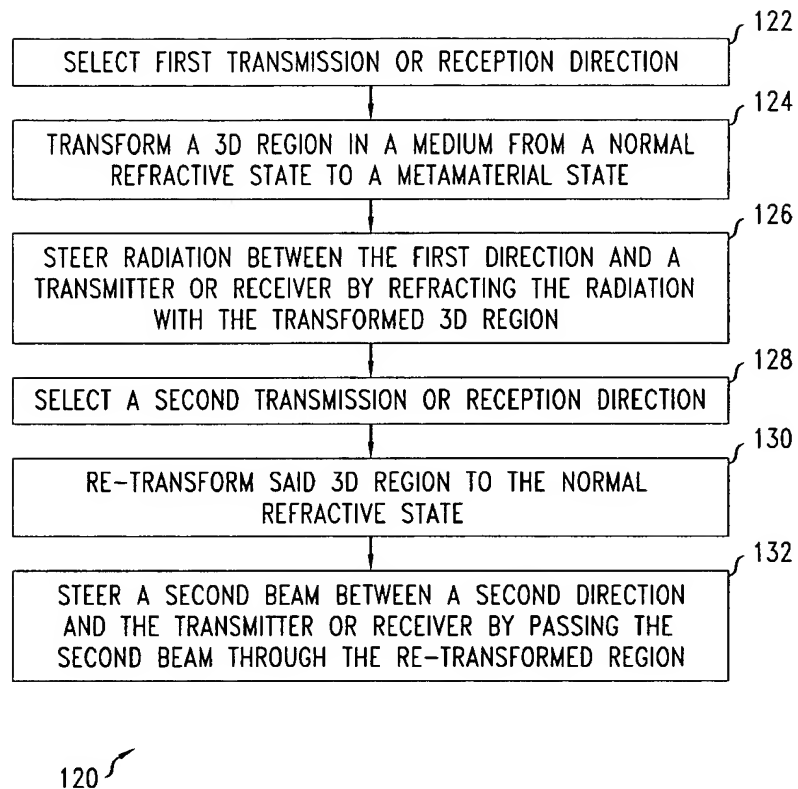 122
SELECT FIRST TRANSMISSION OR RECEPTION DIRECTION
124
TRANSFORM A 3D REGION IN A MEDIUM FROM A NORMAL
REFRACTIVE STATE TO A METAMATERIAL STATE
126
STEER RADIATION BETWEEN THE FIRST DIRECTION AND A
TRANSMITTER OR RECEIVER BY REFRACTING THE RADIATION
WITH THE TRANSFORMED 3D REGION
128
SELECT A SECOND TRANSMISSION OR RECEPTION DIRECTION
130
RE-TRANSFORM SAID 3D REGION TO THE NORMAL
REFRACTIVE STATE
132
STEER A SECOND BEAM BETWEEN A SECOND DIRECTION
AND THE TRANSMITTER OR RECEIVER BY PASSING THE
SECOND BEAM THROUGH THE RE-TRANSFORMED REGION
120